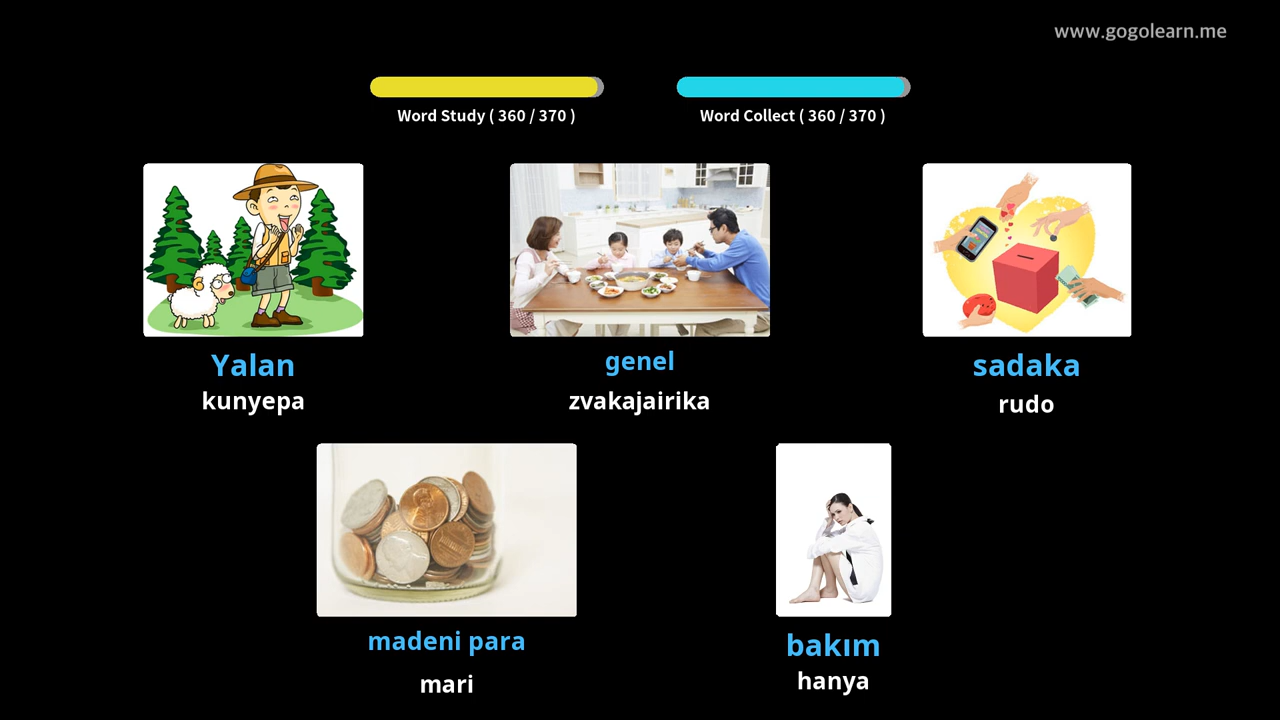 www.gogolearn.me
Word Study ( 360 / 370 )
Word Collect ( 360 / 370 )
Yalan
kunyepa
genel
zvakajairika
sadaka
rudo
madeni para
mari
bakım
hanya